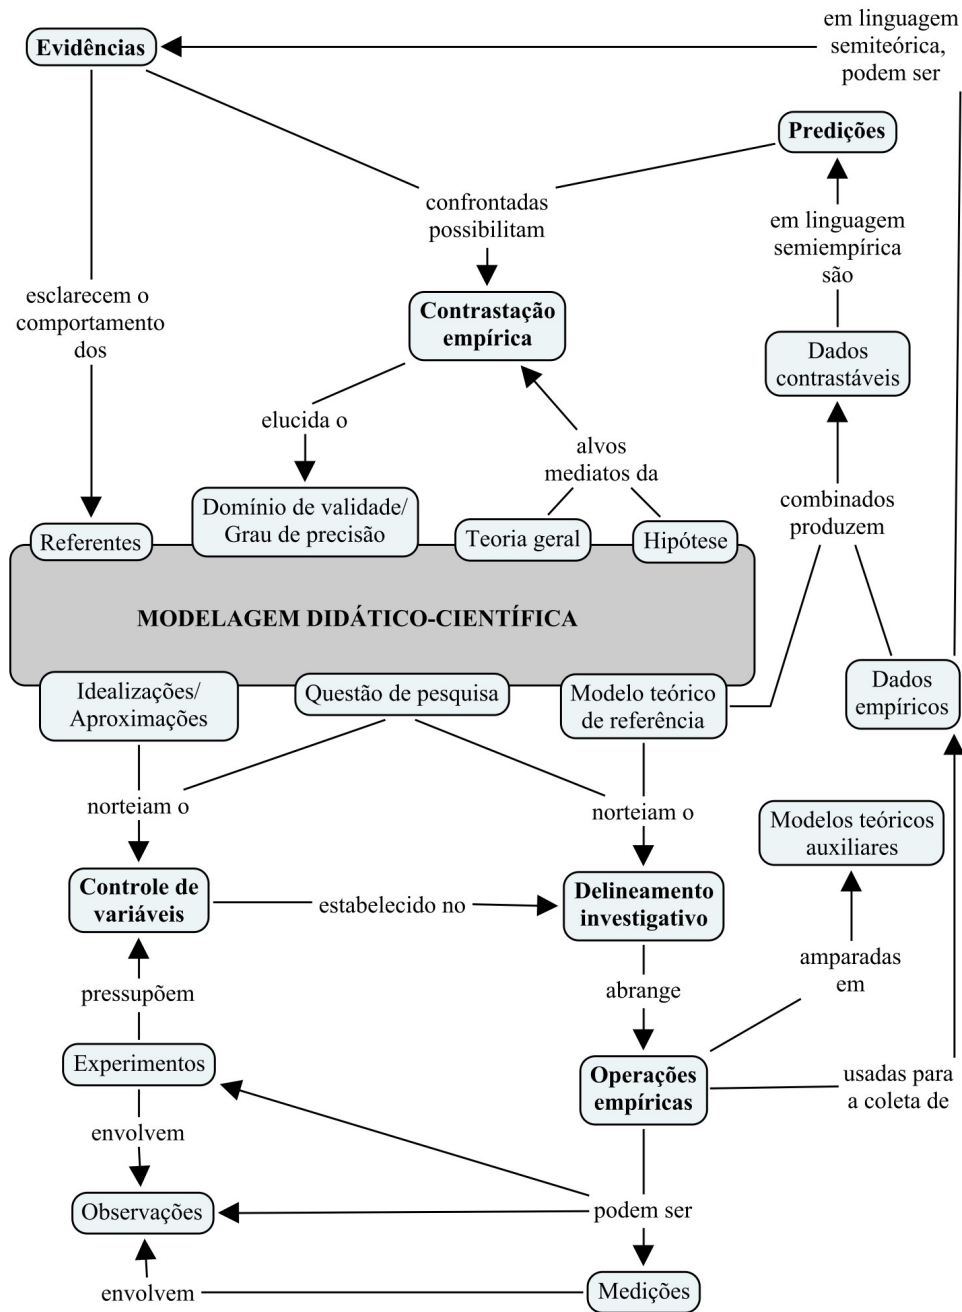 em linguagem
semiteórica,
podem ser
Evidências
Predições
confrontadas
possibilitam
em linguagem
semiempírica
são
esclarecem o
comportamento
dos
Contrastação
empírica
Dados
contrastáveis
elucida o
alvos
mediatos da
combinados
produzem
Referentes
Domínio de validade/
Grau de precisão
Teoria geral
Hipótese
MODELAGEM DIDÁTICO-CIENTÍFICA
Idealizações/
Aproximações
Questão de pesquisa
Modelo teórico
de referência
Dados
empíricos
norteiam o
norteiam o
Modelos teóricos
auxiliares
Controle de
variáveis
estabelecido no
Delineamento
investigativo
amparadas
em
pressupõem
abrange
Experimentos
Operações
empíricas
usadas para
a coleta de
envolvem
Observações
podem ser
envolvem
Medições